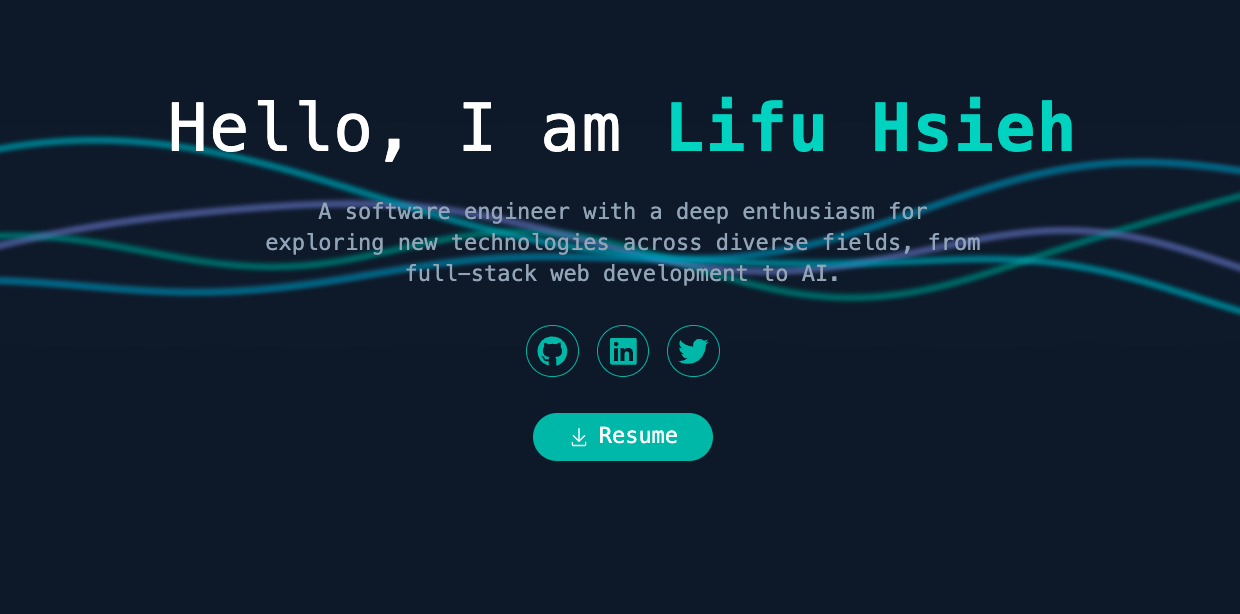 Hello, I am Lifu Hsieh
A software engineer with a deep enthusiasm for
exploring new technologies across diverse fields, from
full-stack web development to AI.
in
Resume